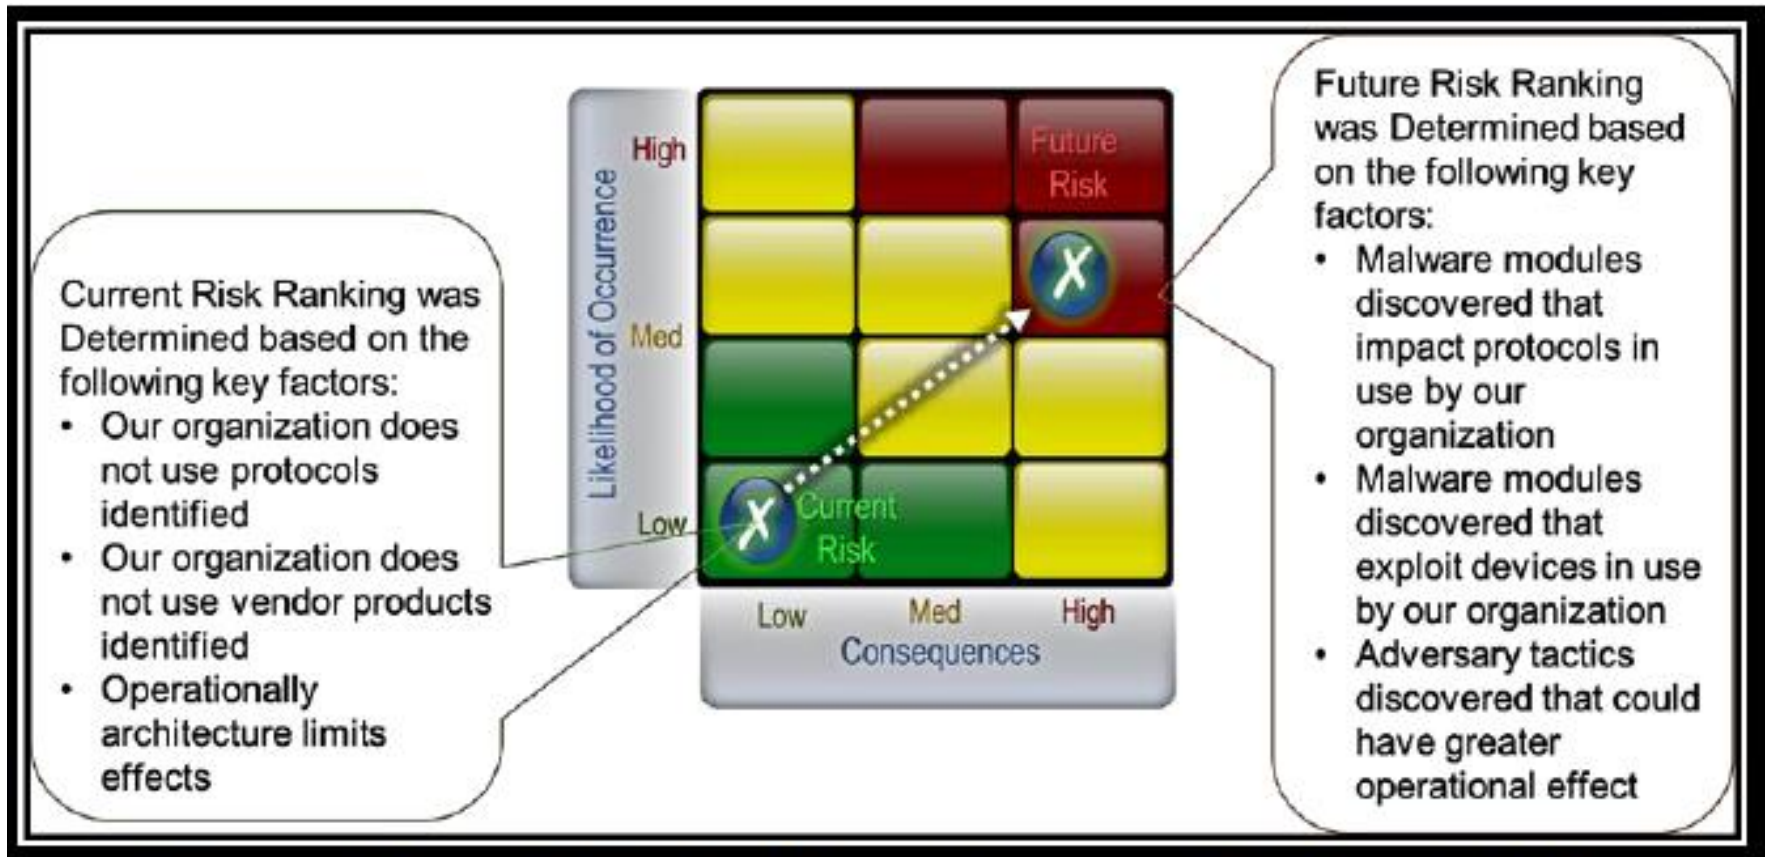 Current Risk Ranking was
Determined based on the
following key factors:
• Our organization does
not use protocols
identified
• Our organization does
not use vendor products
identified
• Operationally
architecture limits
effects
Likelihood of Occurrence
High
Med
Low
Future
Risk
X
X
Current
Risk
Low
Med
High
Consequences
Future Risk Ranking
was Determined based
on the following key
factors:
• Malware modules
discovered that
impact protocols in
use by our
organization
• Malware modules
discovered that
exploit devices in use
by our organization
• Adversary tactics
discovered that could
have greater
operational effect